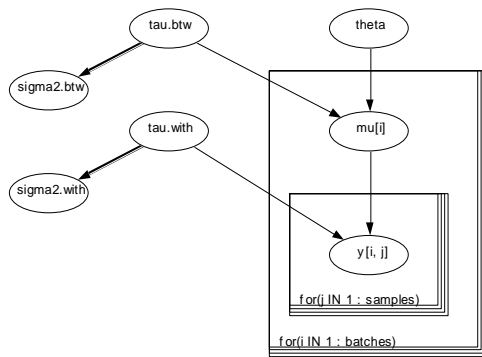 tau.btw
theta
sigma2.btw
tau.with
mu[i]
sigma2.with
y[i, j]
for(j IN 1 : samples)
for(i IN 1 : batches)